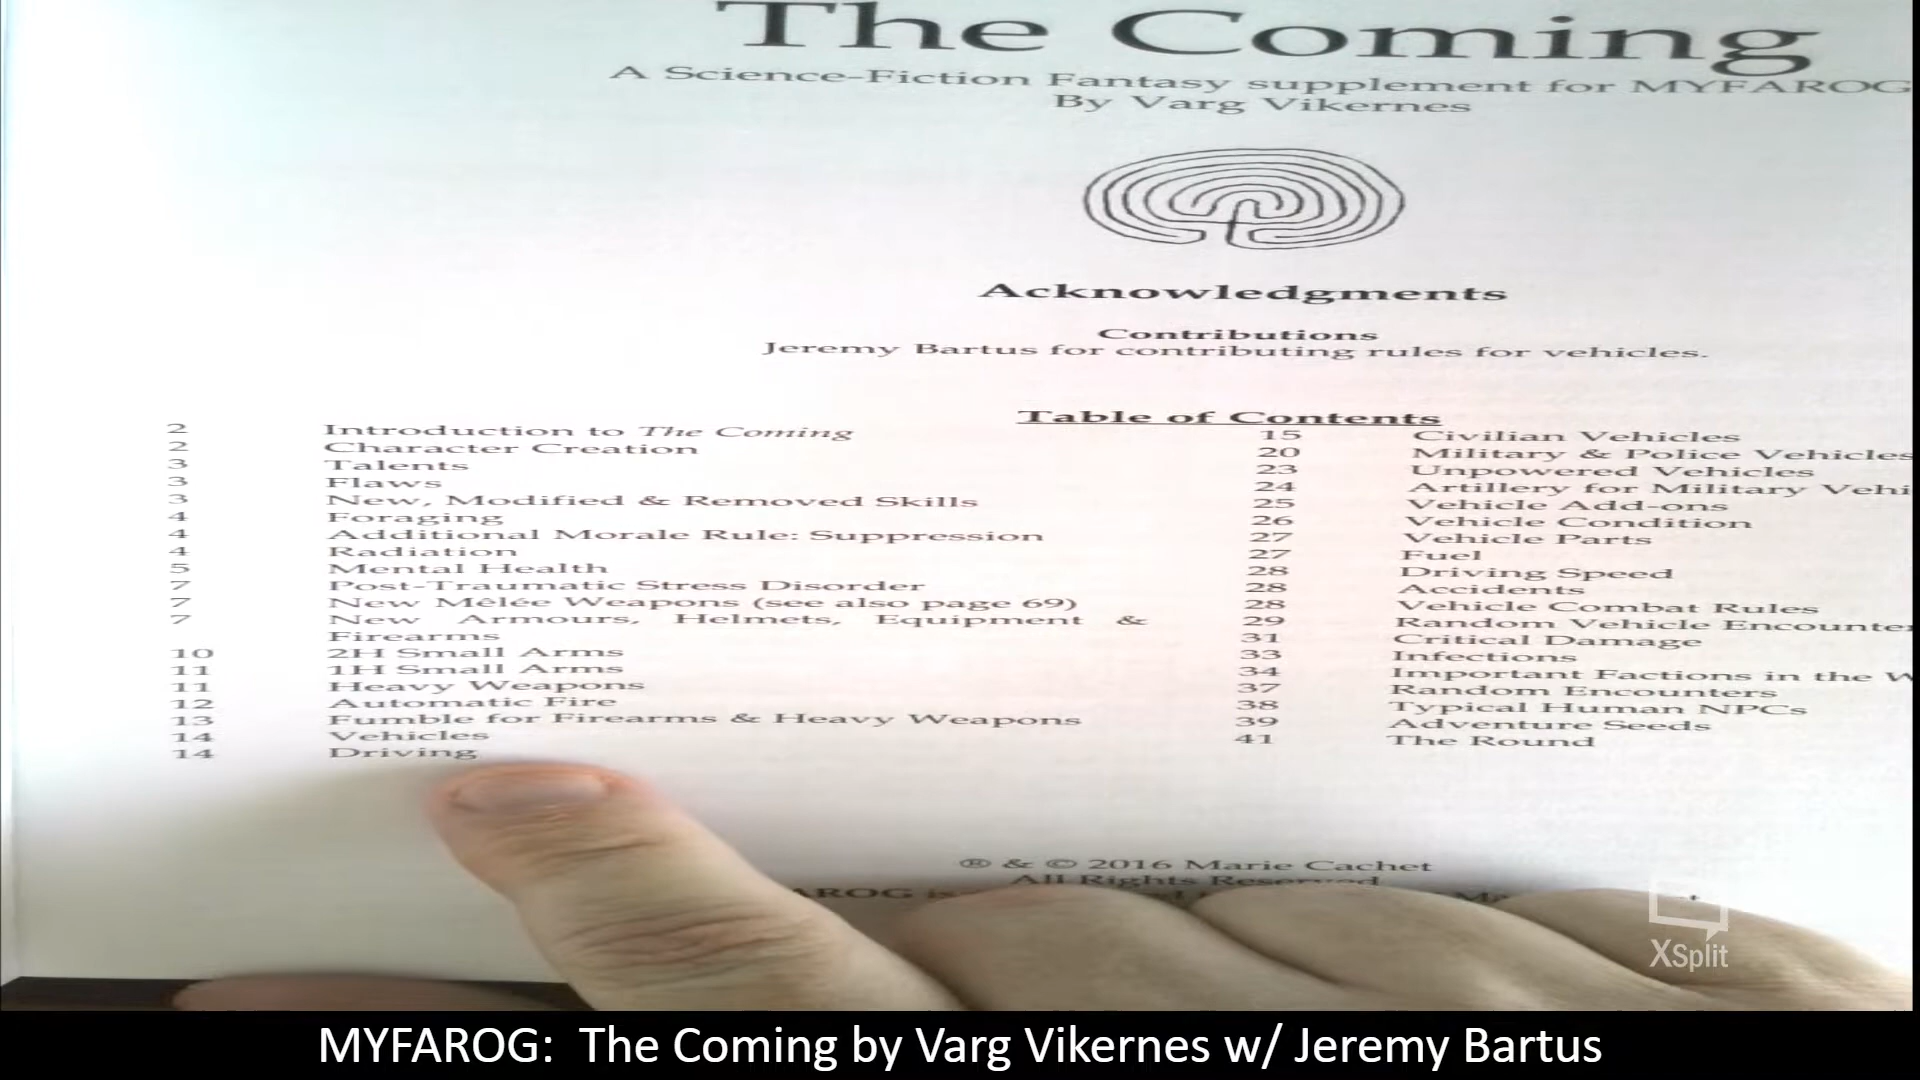 The Coming
A Science-Fiction Fantasy supplement for MYFAROG
By Varg Vikernes
Acknowledgments
Contributions
Jeremy Bartus for contributing rules for vehicles.
Table of Contents
2 Introduction to The Coming
2 Character Creation
3 Talents
3 Flaws
3 New, Modified & Removed Skills
4 Foraging
4 Additional Morale Rule: Suppression
4 Radiation
5 Mental Health
7 Post-Traumatic Stress Disorder
7 New Mêlée Weapons (see also page 69)
7 New Armours, Helmets, Equipment &
Firearms
10 2H Small Arms
11 1H Small Arms
11 Heavy Weapons
12 Automatic Fire
13 Fumble for Firearms & Heavy Weapons
14 Vehicles
14 Driving
15 Civilian Vehicles
20 Military & Police Vehicles
23 Unpowered Vehicles
24 Artillery for Military Vehi
25 Vehicle Add-ons
26 Vehicle Condition
27 Vehicle Parts
27 Fuel
28 Driving Speed
28 Accidents
28 Vehicle Combat Rules
29 Random Vehicle Encounter
31 Critical Damage
33 Infections
34 Important Factions in the W
37 Random Encounters
38 Typical Human NPCs
39 Adventure Seeds
41 The Round
® & © 2016 Marie Cachet
All Rights Reserved
AROG is
XSplit
MYFAROG: The Coming by Varg Vikernes w/ Jeremy Bartus